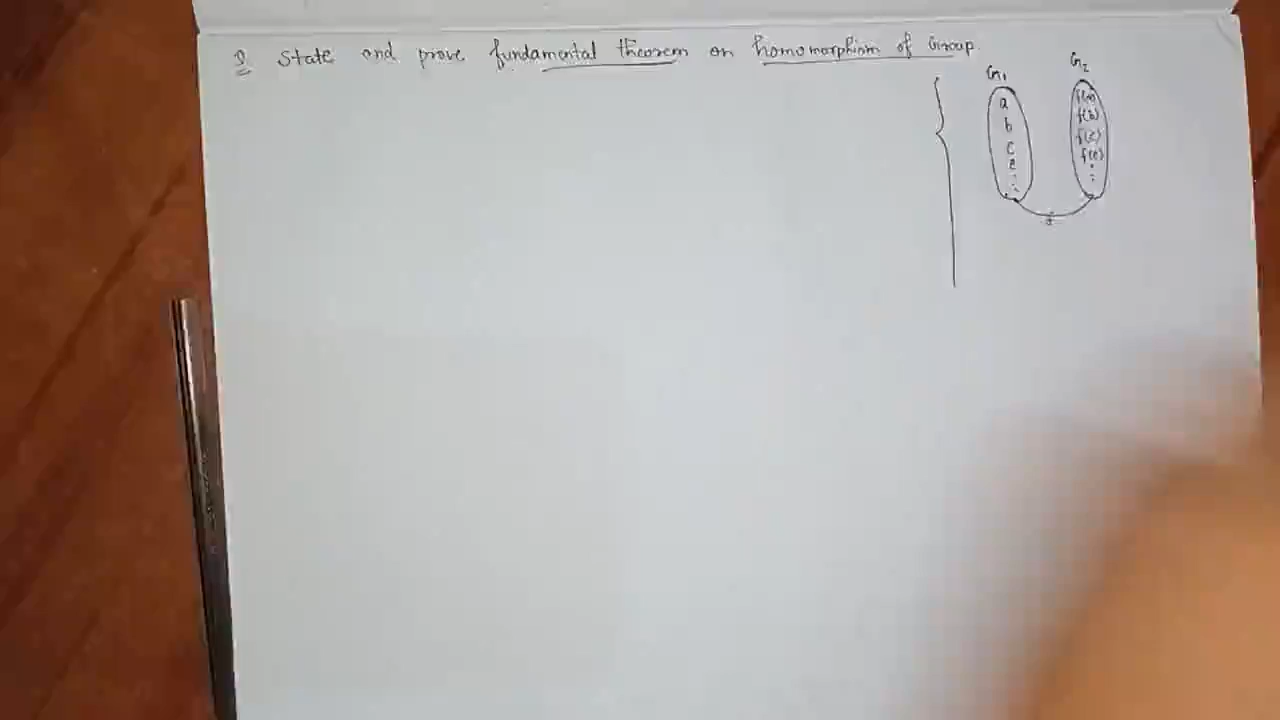 Q. State and prove fundamental theorem on homomorphism of Group.
G₁ G₂
a f(a)
b f(b)
c f(c)
e f(e)
⋮ ⋮
f